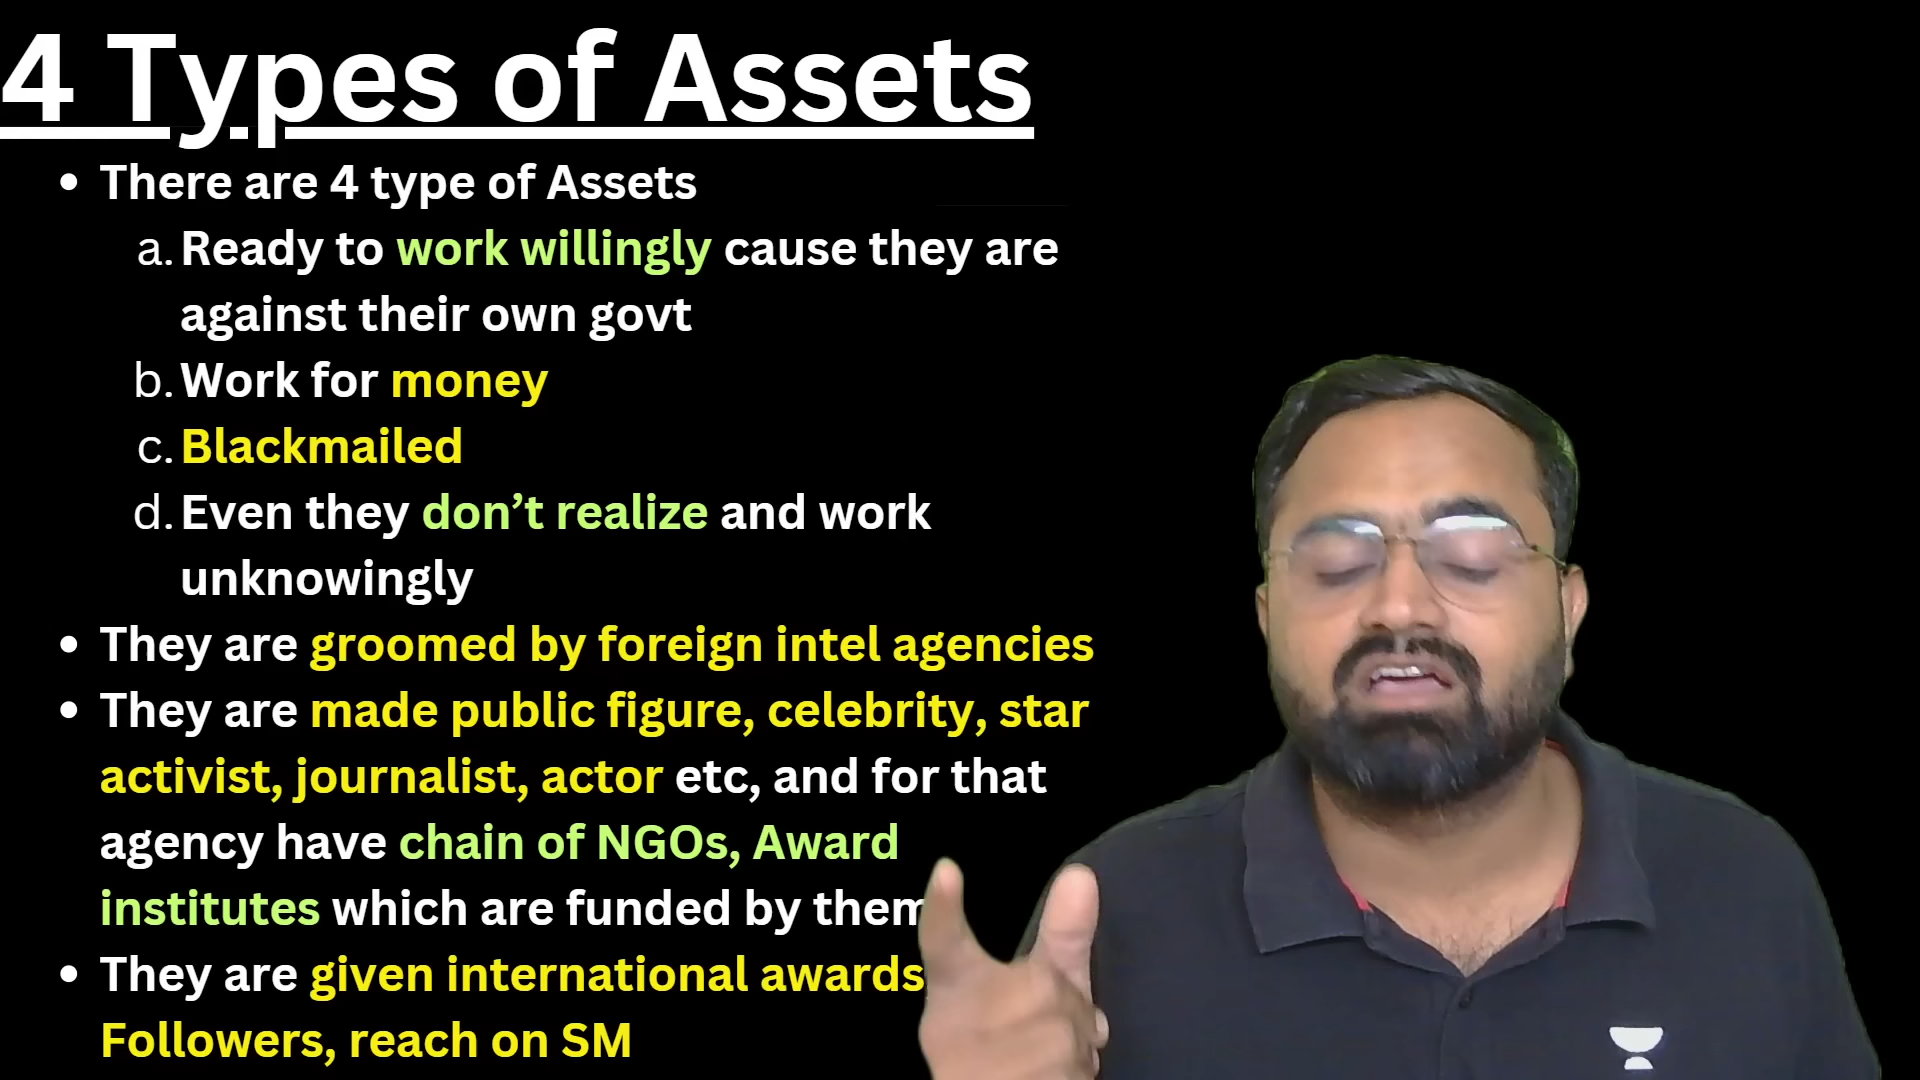 4 Types of Assets
• There are 4 type of Assets
a. Ready to work willingly cause they are
against their own govt
b. Work for money
c. Blackmailed
d. Even they don’t realize and work
unknowingly
• They are groomed by foreign intel agencies
• They are made public figure, celebrity, star
activist, journalist, actor etc, and for that
agency have chain of NGOs, Award
institutes which are funded by them
• They are given international awards
Followers, reach on SM